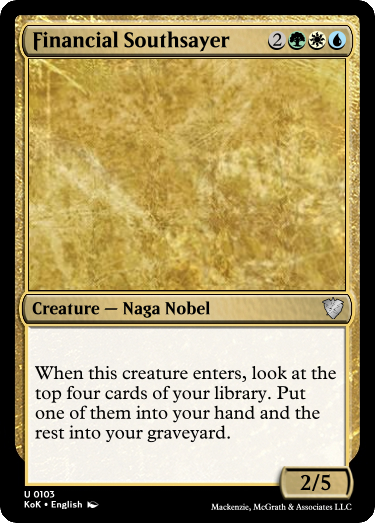 Financial Southsayer 2
Creature — Naga Nobel
When this creature enters, look at the
top four cards of your library. Put
one of them into your hand and the
rest into your graveyard.
2/5
U 0103
KoK • English
Mackenzie, McGrath & Associates LLC